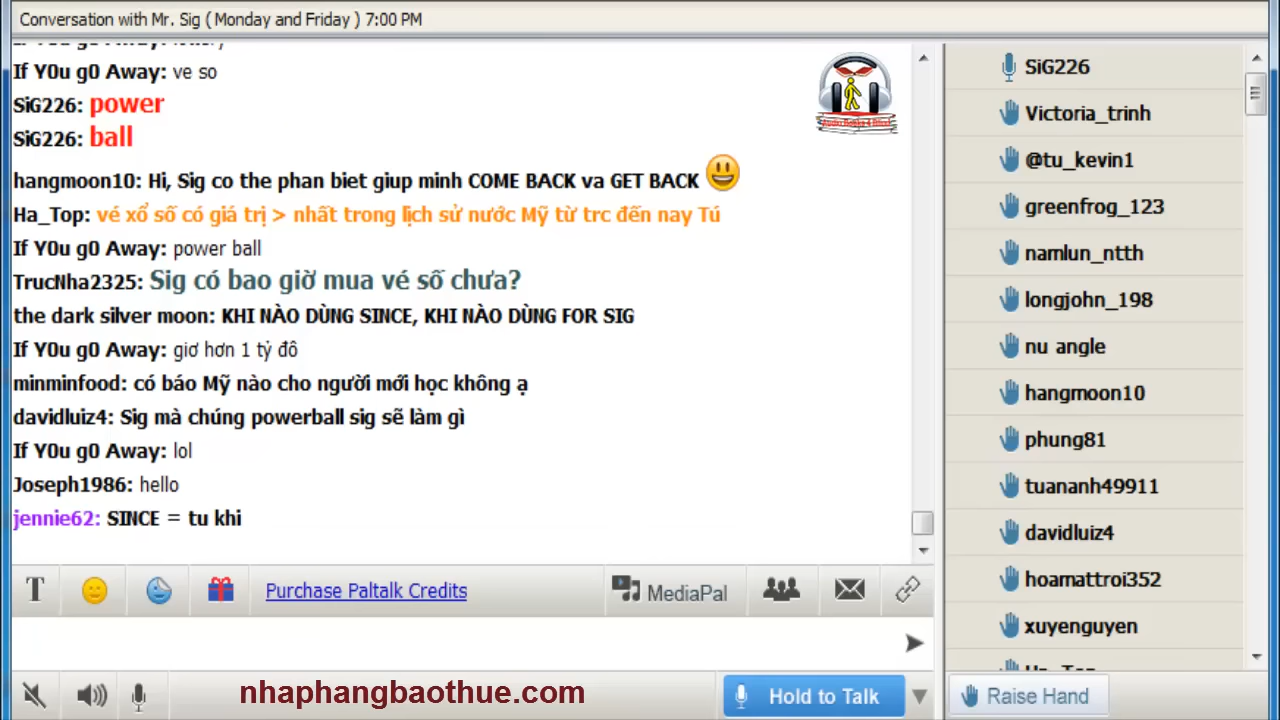 Conversation with Mr. Sig ( Monday and Friday ) 7:00 PM
If Y0u g0 Away:
If Y0u g0 Away: ve so
SiG226: power
SiG226: ball
hangmoon10: Hi, Sig co the phan biet giup minh COME BACK va GET BACK
Ha_Top: vé xổ số có giá trị > nhất trong lịch sử nước Mỹ từ trc đến nay Tú
If Y0u g0 Away: power ball
TrucNha2325: Sig có bao giờ mua vé số chưa?
the dark silver moon: KHI NÀO DÙNG SINCE, KHI NÀO DÙNG FOR SIG
If Y0u g0 Away: giơ hơn 1 tỷ đô
minminfood: có báo Mỹ nào cho người mới học không ạ
davidluiz4: Sig mà chúng powerball sig sẽ làm gì
If Y0u g0 Away: lol
Joseph1986: hello
jennie62: SINCE = tu khi
T
Purchase Paltalk Credits
MediaPal
nhaphangbaothue.com
Hold to Talk
SiG226
Victoria_trinh
@tu_kevin1
greenfrog_123
namlun_ntth
longjohn_198
nu angle
hangmoon10
phung81
tuananh49911
davidluiz4
hoamattroi352
xuyenguyen
Ha_Top
Raise Hand